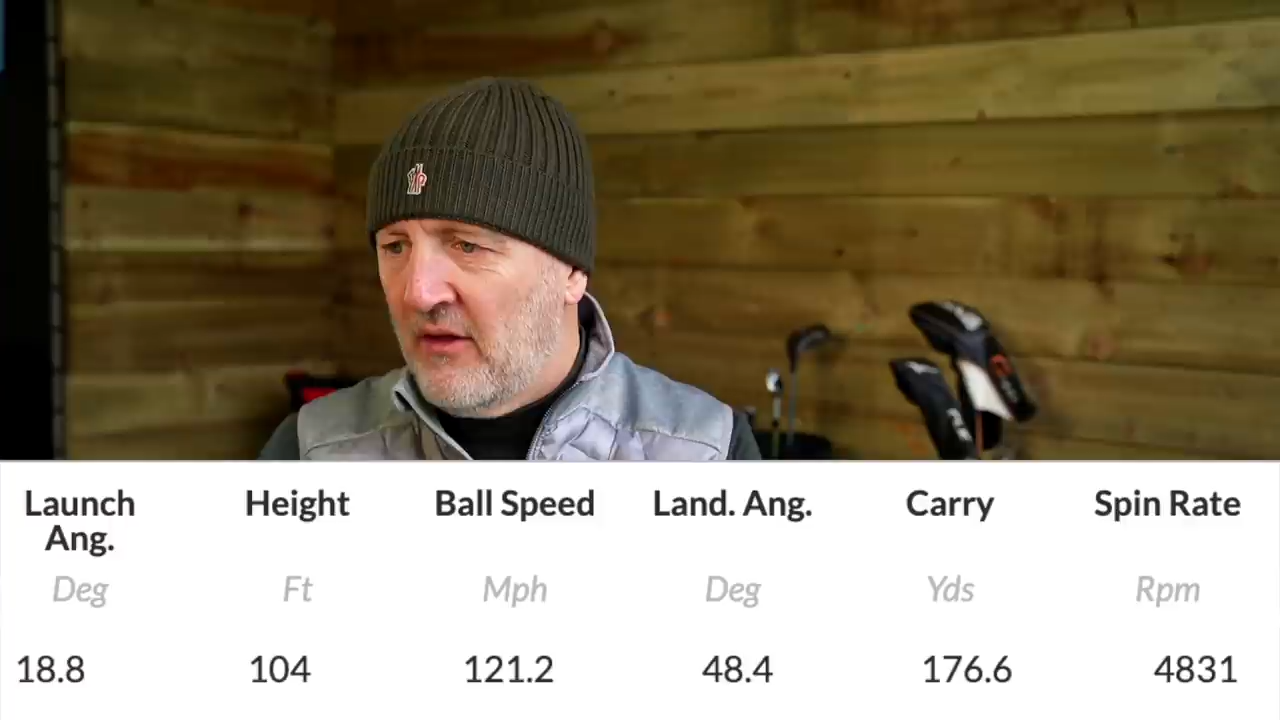 Launch Ang. Height Ball Speed Land. Ang. Carry Spin Rate
Deg Ft Mph Deg Yds Rpm
18.8 104 121.2 48.4 176.6 4831